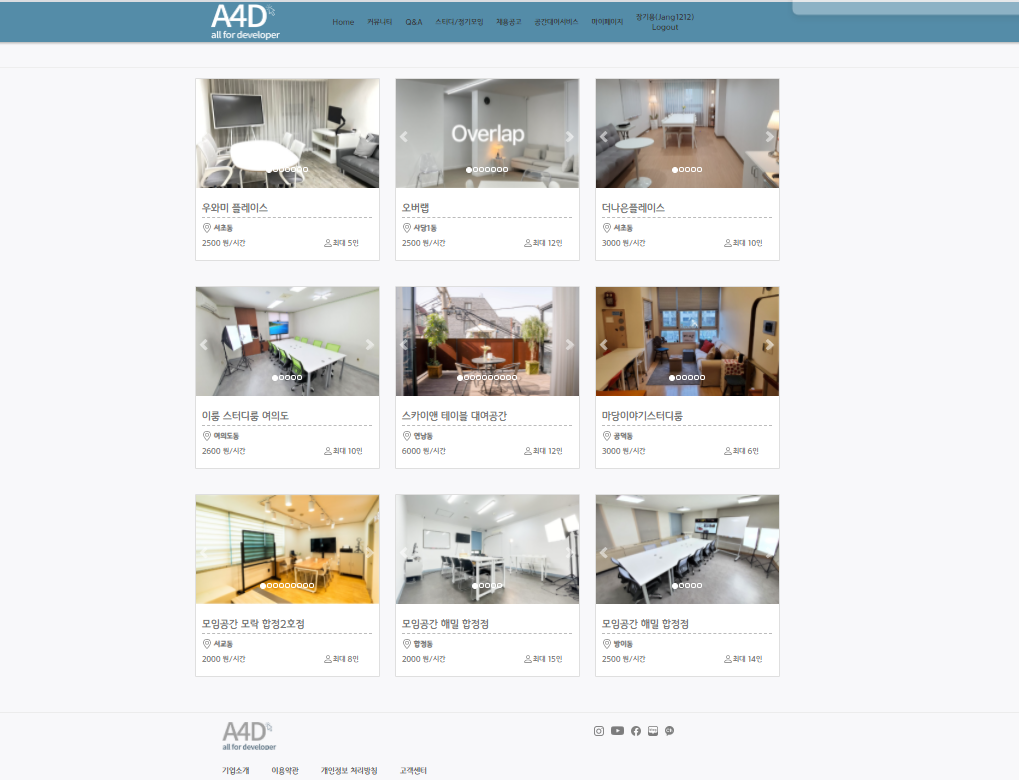 A4D
all for developer
Home 커뮤니티 Q&A 스터디/정기모임 채용공고 공간대여서비스 마이페이지 장기용(Jang1212)
Logout
Overlap
우와미 플레이스
서초동
2500 원/시간 최대 5인
오버랩
사당1동
2500 원/시간 최대 12인
더나은플레이스
서초동
3000 원/시간 최대 10인
이룸 스터디룸 여의도
여의도동
2600 원/시간 최대 10인
스카이앤 테이블 대여공간
연남동
6000 원/시간 최대 12인
마당이야기스터디룸
공덕동
3000 원/시간 최대 6인
모임공간 모락 합정2호점
서교동
2000 원/시간 최대 8인
모임공간 해밀 합정점
합정동
2000 원/시간 최대 15인
모임공간 해밀 합정점
방이동
2500 원/시간 최대 14인
A4D
all for developer
기업소개 이용약관 개인정보 처리방침 고객센터